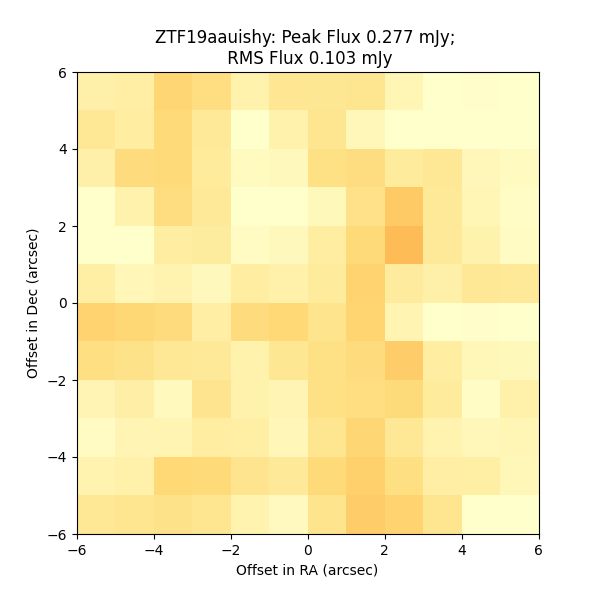 ZTF19aauishy: Peak Flux 0.277 mJy;
RMS Flux 0.103 mJy
6
4
2
0
−2
−4
−6
Offset in Dec (arcsec)
−6 −4 −2 0 2 4 6
Offset in RA (arcsec)